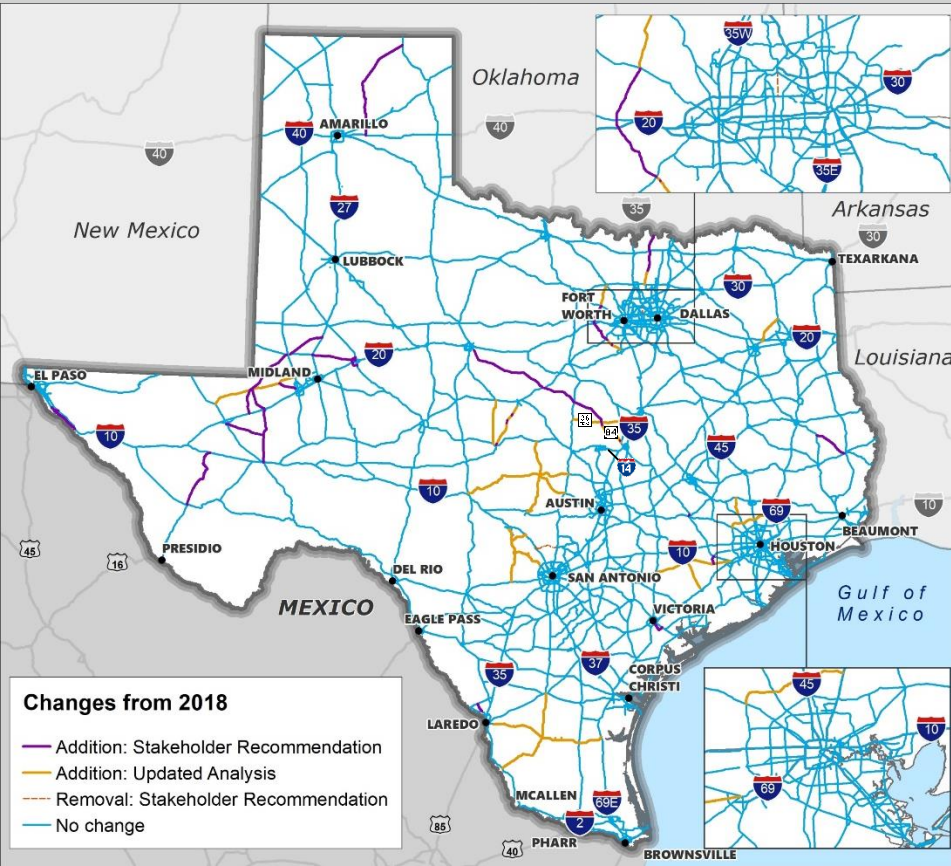 Oklahoma
35W
30
20
35E
AMARILLO
40
40
40
27
New Mexico
35
Arkansas
30
LUBBOCK
TEXARKANA
30
FORT
WORTH
DALLAS
20
20
Louisiana
MIDLAND
EL PASO
10
84
35
45
14
10
AUSTIN
69
10
BEAUMONT
HOUSTON
45
16
PRESIDIO
10
DEL RIO
SAN ANTONIO
MEXICO
Gulf of
Mexico
EAGLE PASS
VICTORIA
35
37
CORPUS
CHRISTI
45
10
69
Changes from 2018
Addition: Stakeholder Recommendation
Addition: Updated Analysis
Removal: Stakeholder Recommendation
No change
LAREDO
MCALLEN
69E
2
85
40
PHARR
BROWNSVILLE